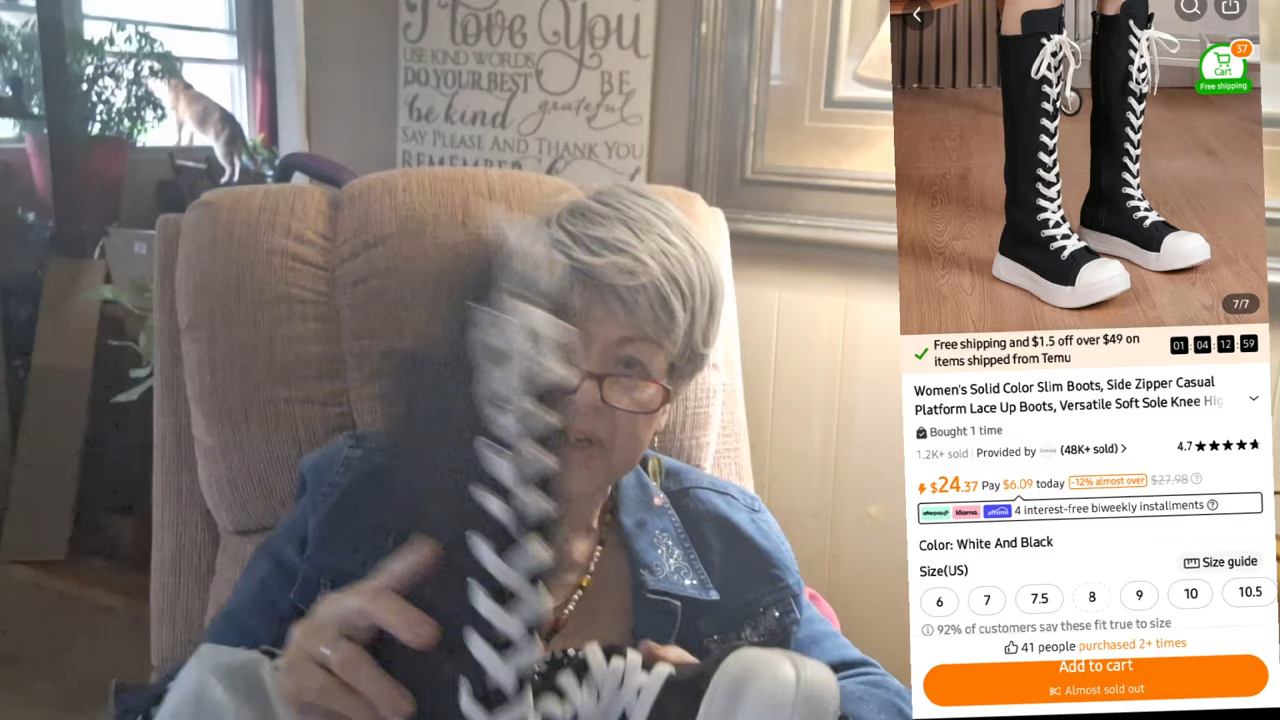 I love You
USE KIND WORDS
DO YOUR BEST BE
be kind grateful
SAY PLEASE AND THANK YOU
REMEMBER
37
Cart
Free shipping
7/7
Free shipping and $1.5 off over $49 on
items shipped from Temu
01:04:12:59
Women's Solid Color Slim Boots, Side Zipper Casual
Platform Lace Up Boots, Versatile Soft Sole Knee Hig
Bought 1 time
1.2K+ sold Provided by (48K+ sold) >
4.7
$24.37 Pay $6.09 today -12% almost over $27.98
afterpay Klarna. affirm 4 interest-free biweekly installments
Color: White And Black
Size(US)
Size guide
6 7 7.5 8 9 10 10.5
92% of customers say these fit true to size
41 people purchased 2+ times
Add to cart
Almost sold out